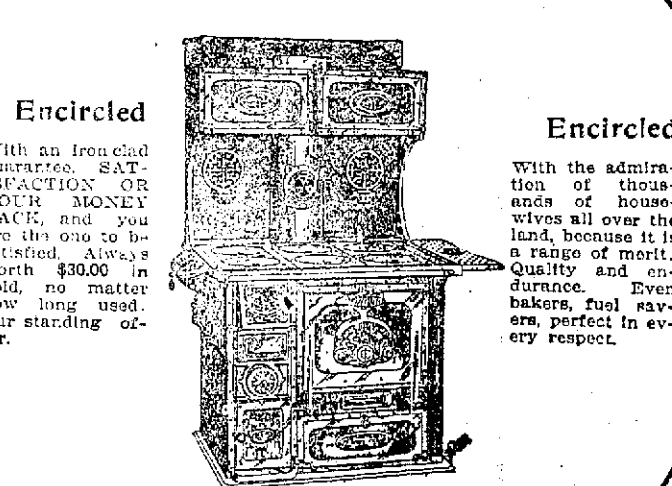 Encircled
With an Ironclad
Guarantee. SAT-
ISFACTION OR
YOUR MONEY
BACK, and you
are the one to be
satisfied. Always
worth $30.00 in
gold, no matter
how long used.
Our standing of-
fer.
Encircled
With the admira-
tion of thous-
ands of house-
wives all over the
land, because it is
a range of merit.
Quality and en-
durance. Even
bakers, fuel sav-
ers, perfect in ev-
ery respect.